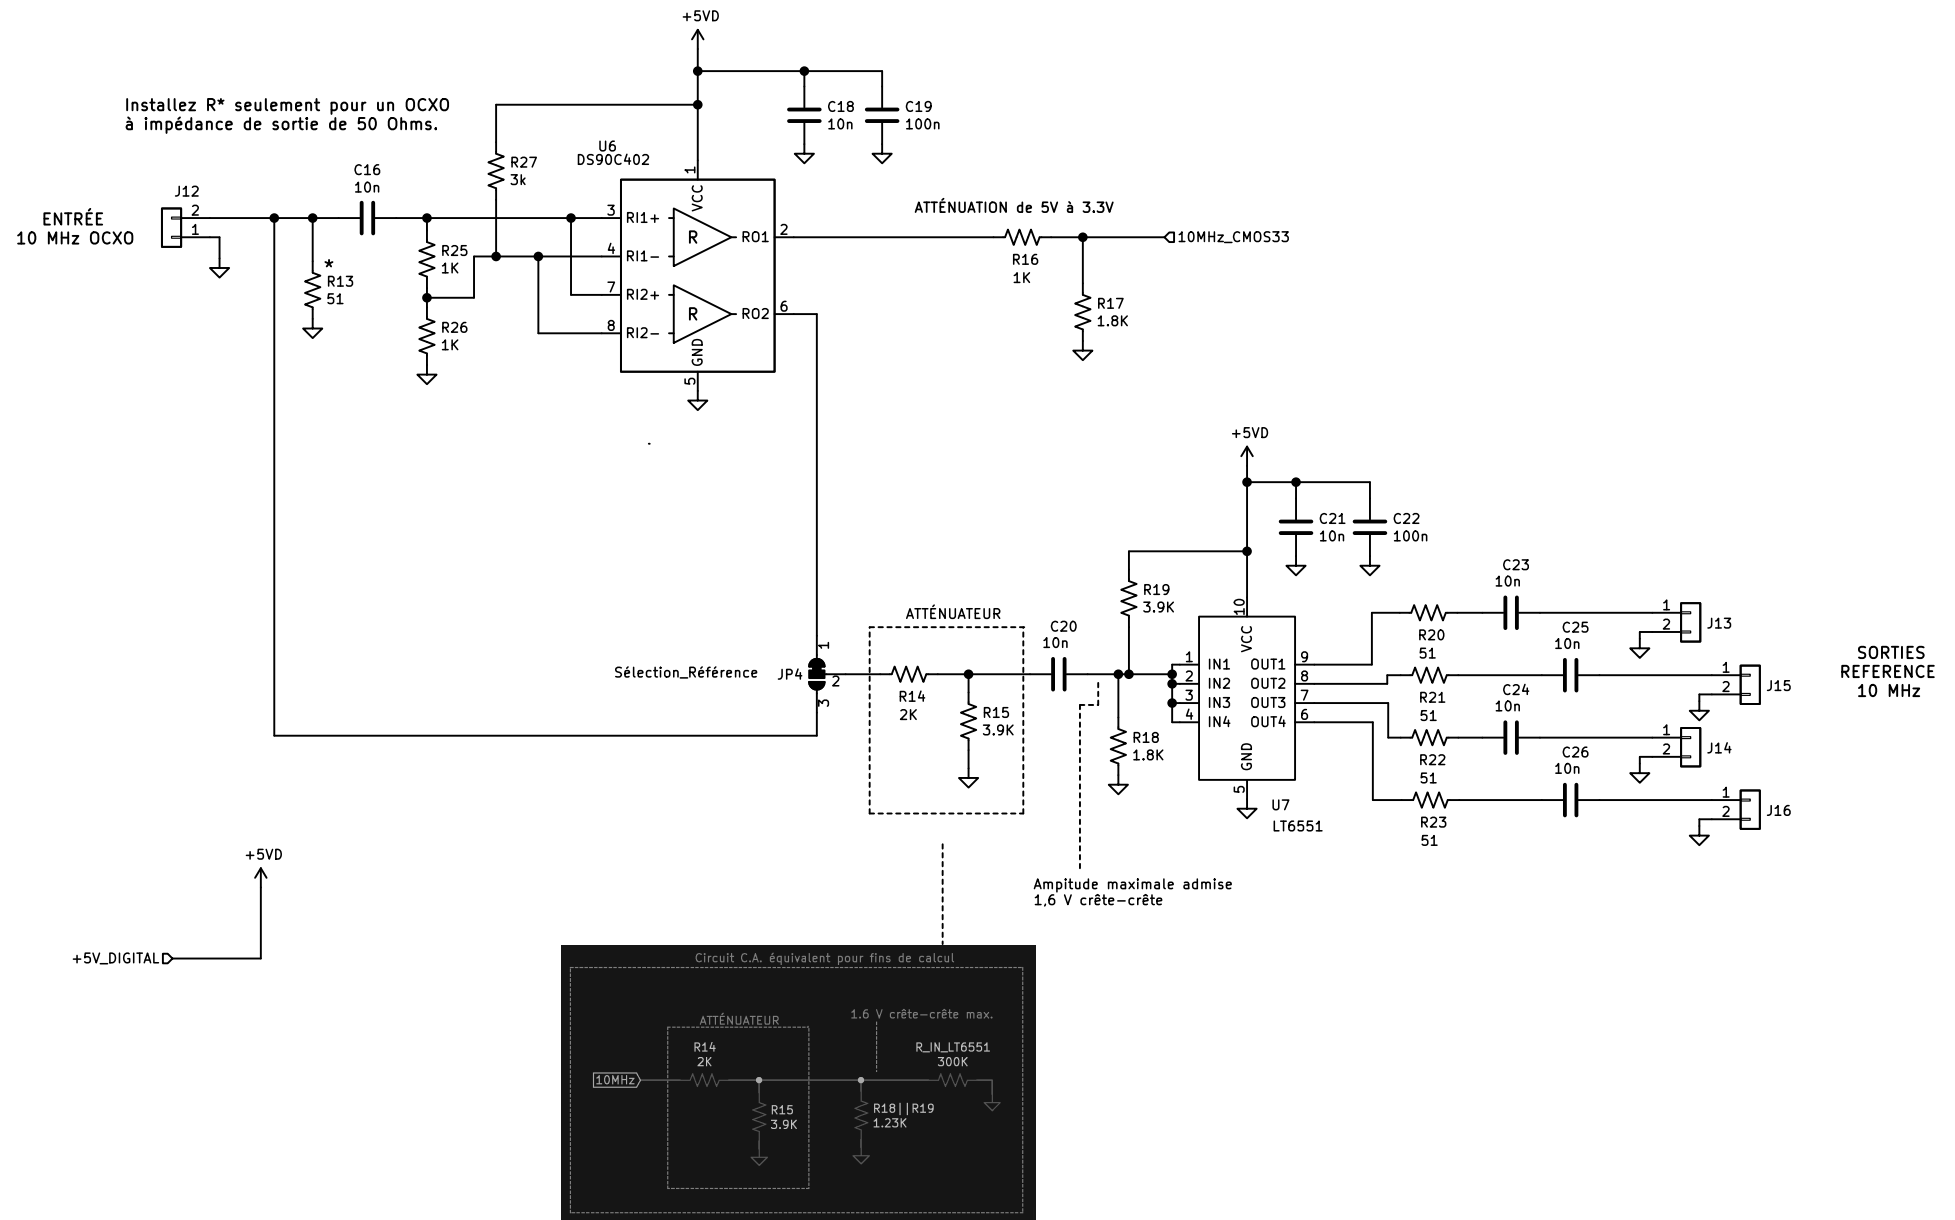 +5VD
Installez R* seulement pour un OCXO
à impédance de sortie de 50 Ohms.
C18
10n
C19
100n
U6
DS90C402
R27
3k
C16
10n
J12
ENTRÉE
10 MHz OCXO
2
1
*
R13
51
R25
1K
R26
1K
1
VCC
3
RI1+
4
RI1-
7
RI2+
8
RI2-
R
R
RO1
2
RO2
6
GND
5
ATTÉNUATION de 5V à 3.3V
R16
1K
10MHz_CMOS33
R17
1.8K
+5VD
C21
10n
C22
100n
R19
3.9K
ATTÉNUATEUR
C20
10n
Sélection_Référence
JP4
1
2
3
R14
2K
R15
3.9K
R18
1.8K
10
VCC
1
IN1
2
IN2
3
IN3
4
IN4
OUT1
9
OUT2
8
OUT3
7
OUT4
6
GND
5
U7
LT6551
R20
51
C23
10n
1
2
J13
R21
51
C25
10n
1
2
J15
R22
51
C24
10n
1
2
J14
R23
51
C26
10n
1
2
J16
SORTIES
REFERENCE
10 MHz
Ampitude maximale admise
1,6 V crête-crête
+5VD
+5V_DIGITAL
Circuit C.A. équivalent pour fins de calcul
ATTÉNUATEUR
1.6 V crête-crête max.
R14
2K
R_IN_LT6551
300K
10MHz
R15
3.9K
R18||R19
1.23K